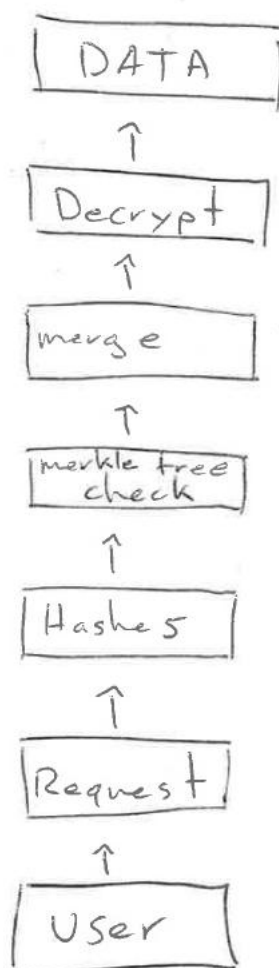 DATA
Decrypt
merge
merkle tree
check
Hashes
Request
User